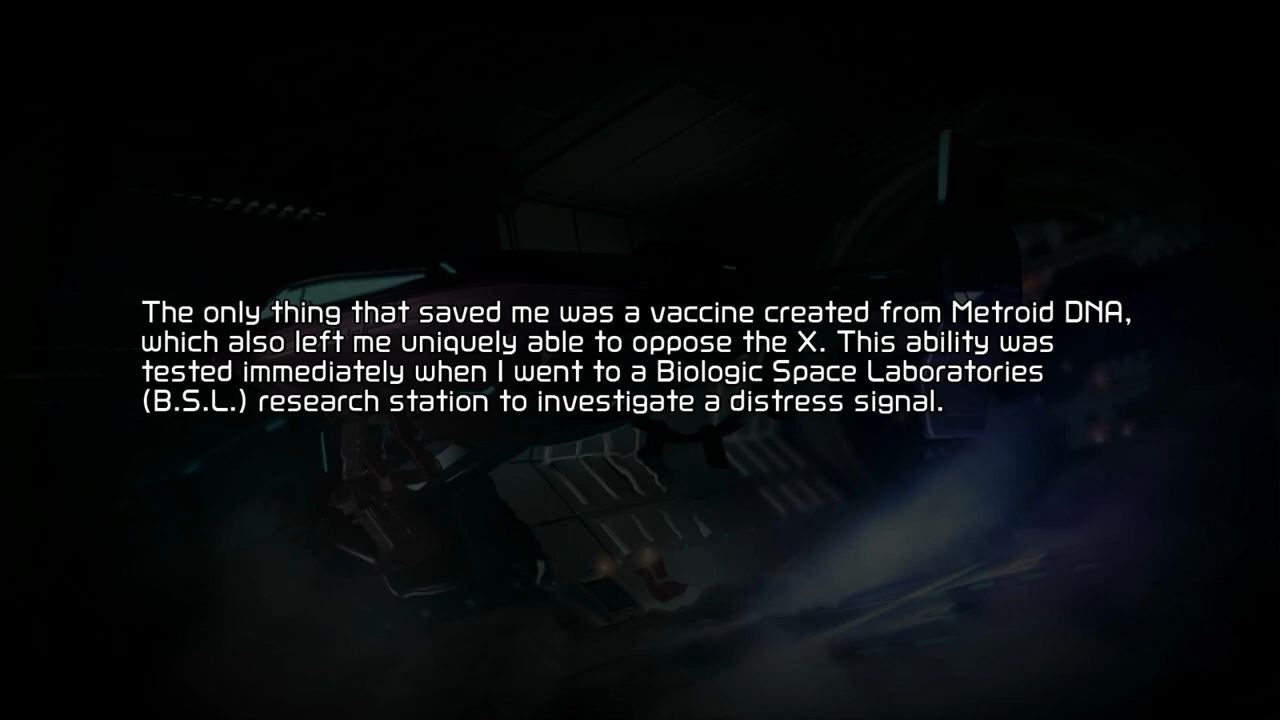 The only thing that saved me was a vaccine created from Metroid DNA,
which also left me uniquely able to oppose the X. This ability was
tested immediately when I went to a Biologic Space Laboratories
(B.S.L.) research station to investigate a distress signal.